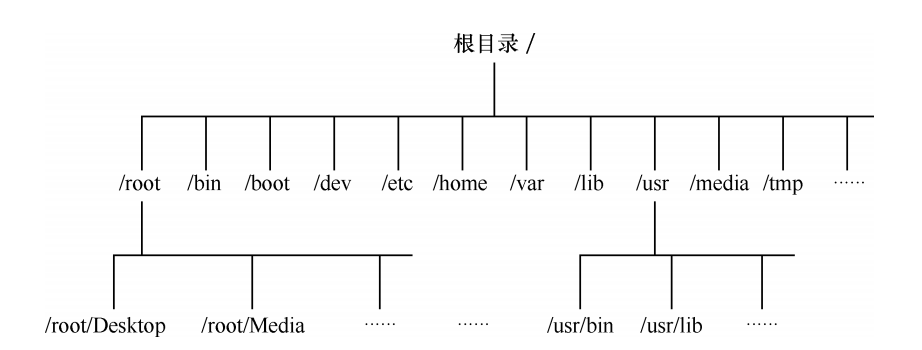 根目录 /
/root /bin /boot /dev /etc /home /var /lib /usr /media /tmp ……
/root/Desktop /root/Media …… …… /usr/bin /usr/lib ……